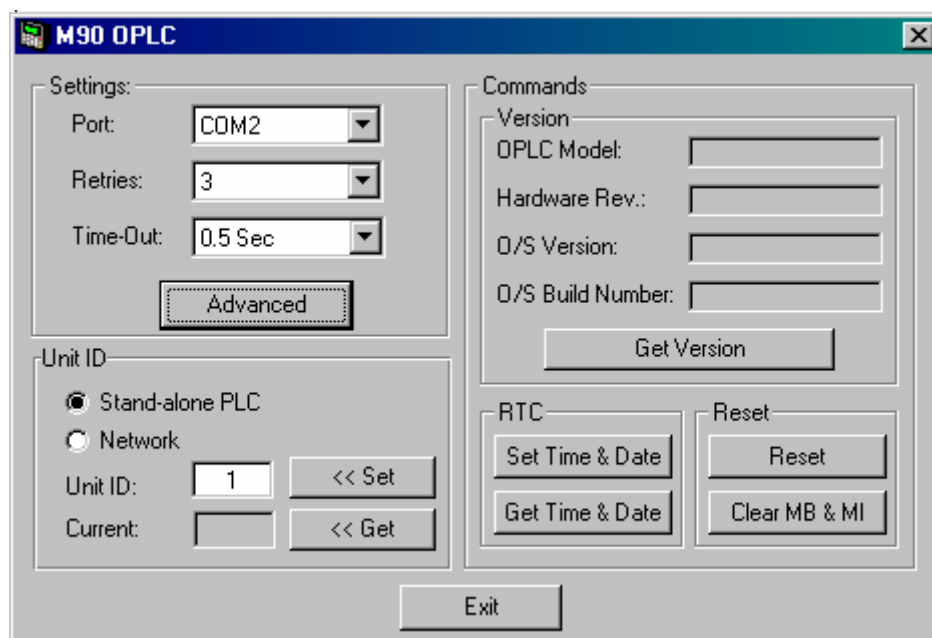 M90 OPLC
Settings:
Port: COM2
Retries: 3
Time-Out: 0.5 Sec
Advanced
Unit ID
Stand-alone PLC
Network
Unit ID: 1 << Set
Current: << Get
Commands
Version
OPLC Model:
Hardware Rev.:
O/S Version:
O/S Build Number:
Get Version
RTC
Set Time & Date
Get Time & Date
Reset
Reset
Clear MB & MI
Exit